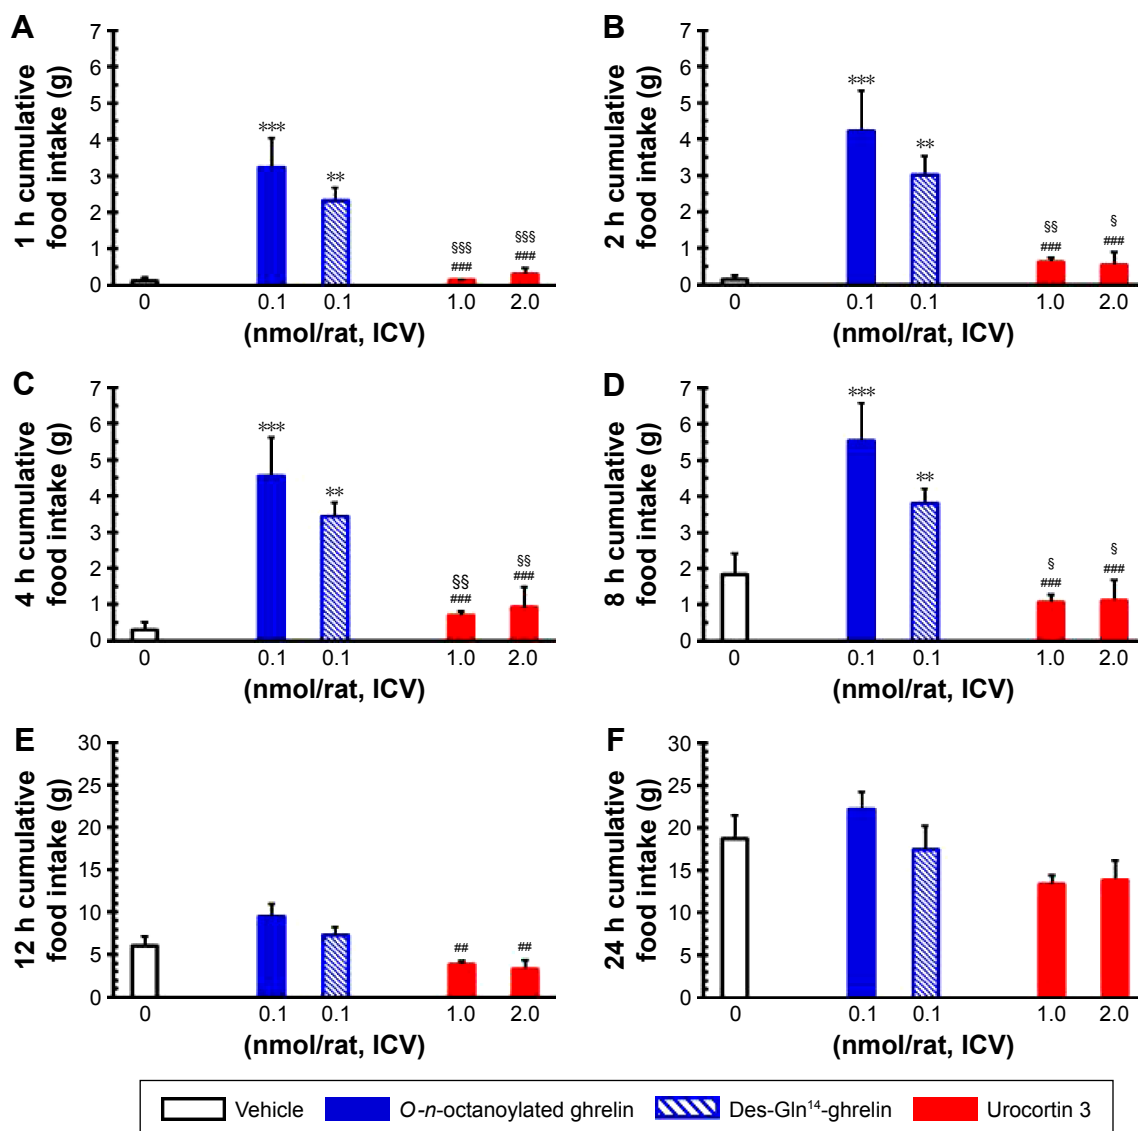 A
1 h cumulative
food intake (g)
7
6
5
4
3
2
1
0
***
**
§§§
###
§§§
###
0 0.1 0.1 1.0 2.0
(nmol/rat, ICV)
B
2 h cumulative
food intake (g)
7
6
5
4
3
2
1
0
***
**
§§
###
§
###
0 0.1 0.1 1.0 2.0
(nmol/rat, ICV)
C
4 h cumulative
food intake (g)
7
6
5
4
3
2
1
0
***
**
§§
###
§§
###
0 0.1 0.1 1.0 2.0
(nmol/rat, ICV)
D
8 h cumulative
food intake (g)
7
6
5
4
3
2
1
0
***
**
§
###
§
###
0 0.1 0.1 1.0 2.0
(nmol/rat, ICV)
E
12 h cumulative
food intake (g)
30
25
20
15
10
5
0
##
##
0 0.1 0.1 1.0 2.0
(nmol/rat, ICV)
F
24 h cumulative
food intake (g)
30
25
20
15
10
5
0
0 0.1 0.1 1.0 2.0
(nmol/rat, ICV)
Vehicle O-n-octanoylated ghrelin Des-Gln¹⁴-ghrelin Urocortin 3